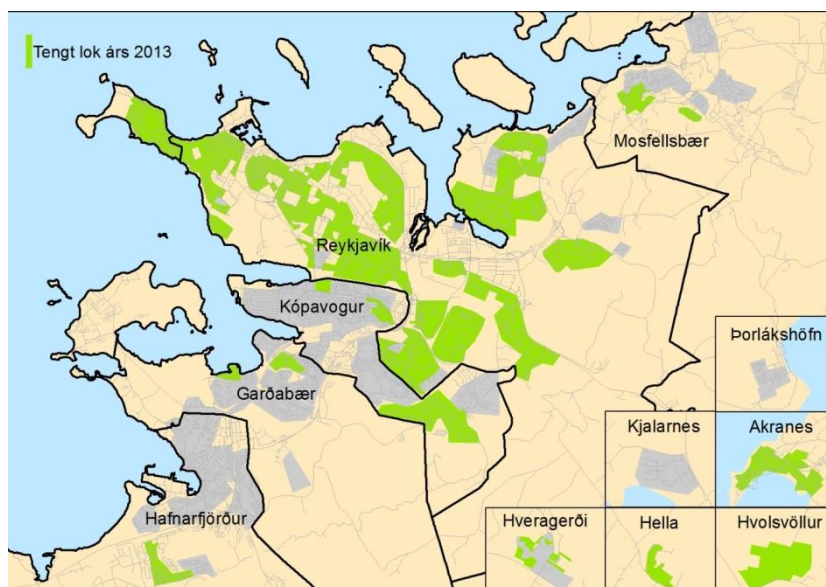 Tengt lok árs 2013
Mosfellsbær
Reykjavík
Kópavogur
Þorlákshöfn
Garðabær
Kjalarnes
Akranes
Hafnarfjörður
Hveragerði
Hella
Hvolsvöllur